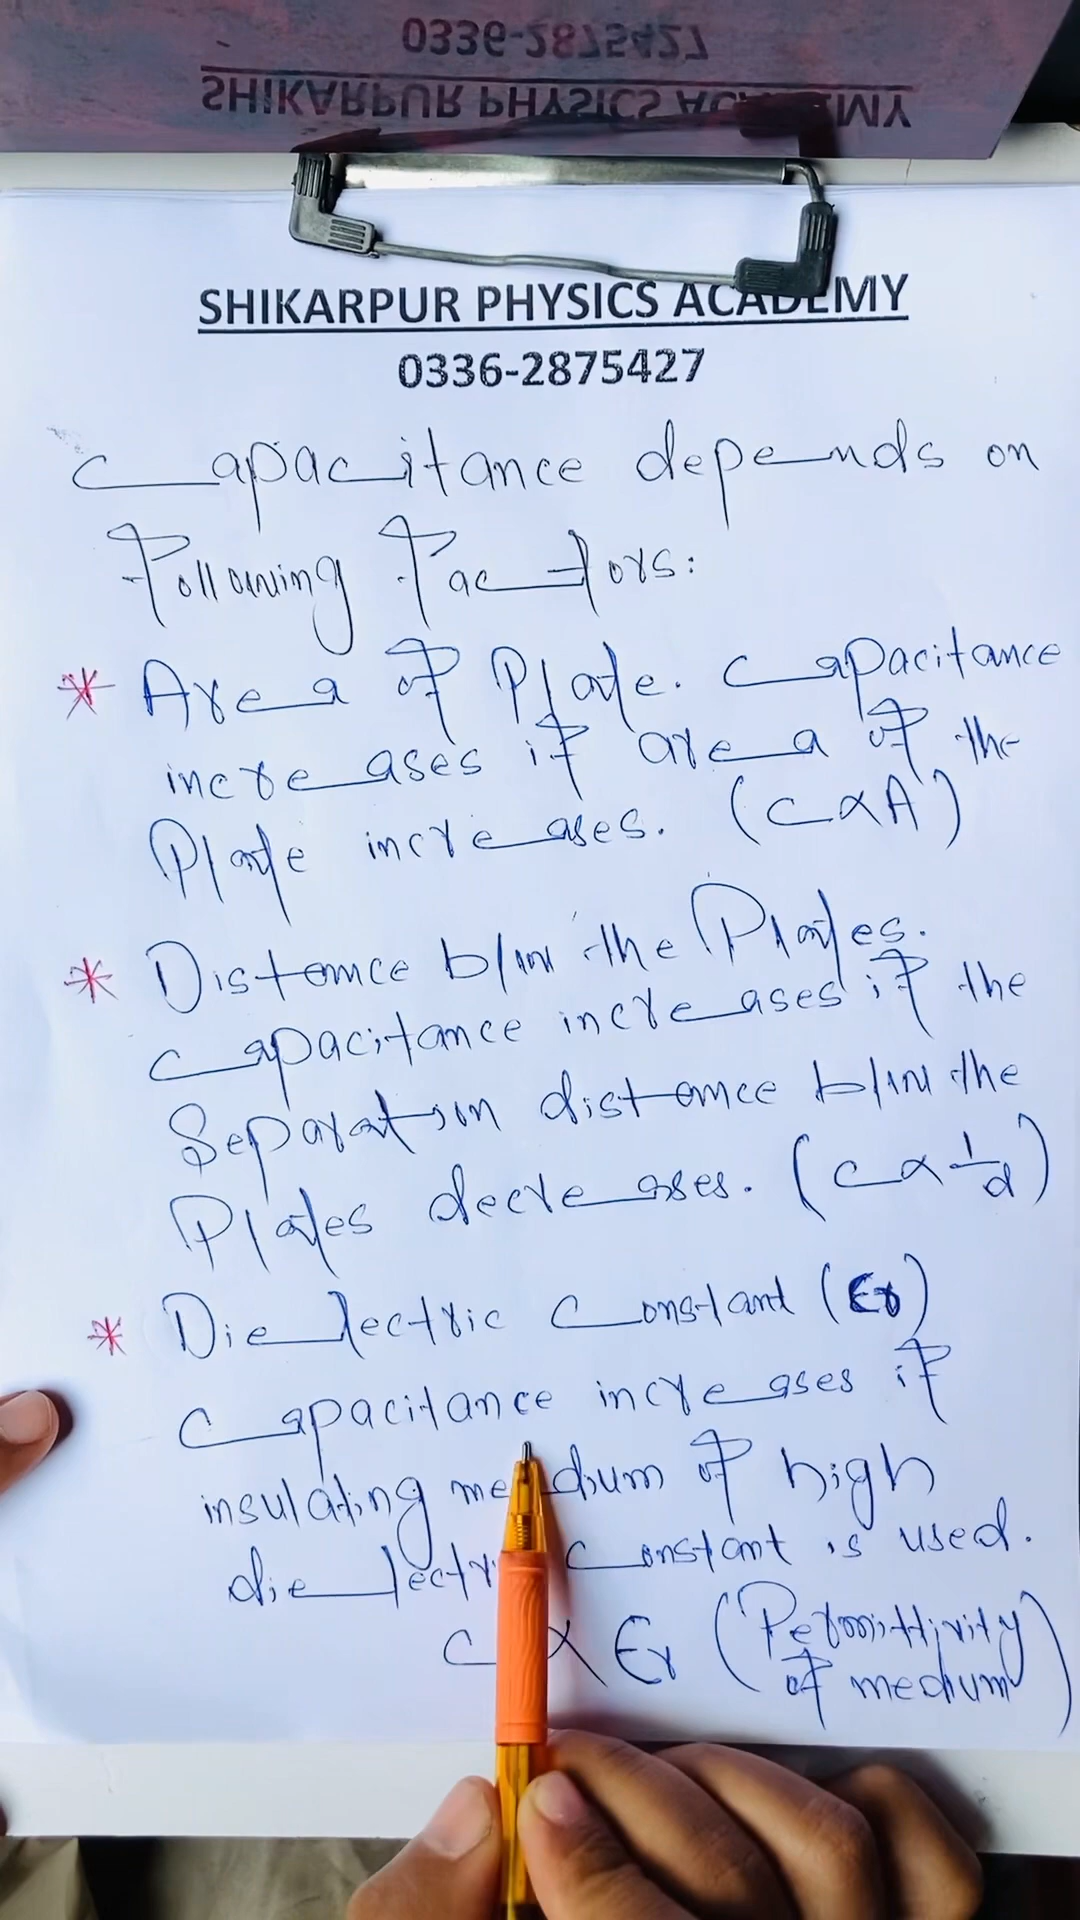 0336-2875427
SHIKARPUR PHYSICS ACADEMY
SHIKARPUR PHYSICS ACADEMY
0336-2875427
Capacitance depends on
Following Factors:
* Area of Plate. Capacitance
increases if area of the
Plate increases. (C ∝ A)
* Distance b/w the Plates.
Capacitance increases if the
Separation distance b/w the
Plates decreases. (C ∝ 1/d)
* Dielectric Constant (εr)
Capacitance increases if
insulating medium of high
dielectric Constant is used.
C ∝ εr (Permittivity
of medium)